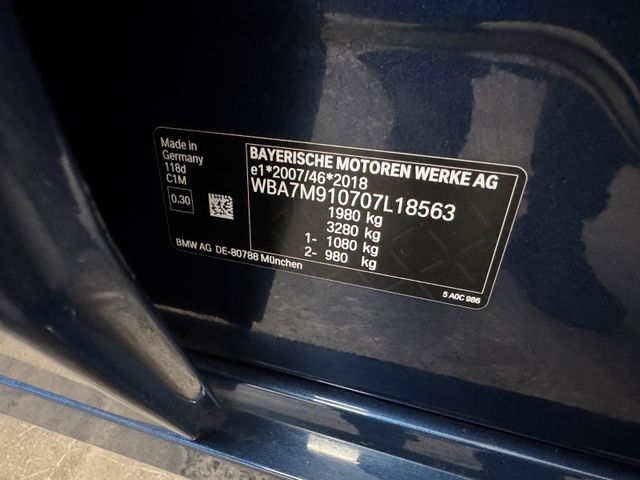 Made in
Germany
118d
C1M
0.30
BMW AG DE-80788 München
BAYERISCHE MOTOREN WERKE AG
e1*2007/46*2018
WBA7M910707L18563
1980 kg
3280 kg
1- 1080 kg
2- 980 kg
5 A0C 986